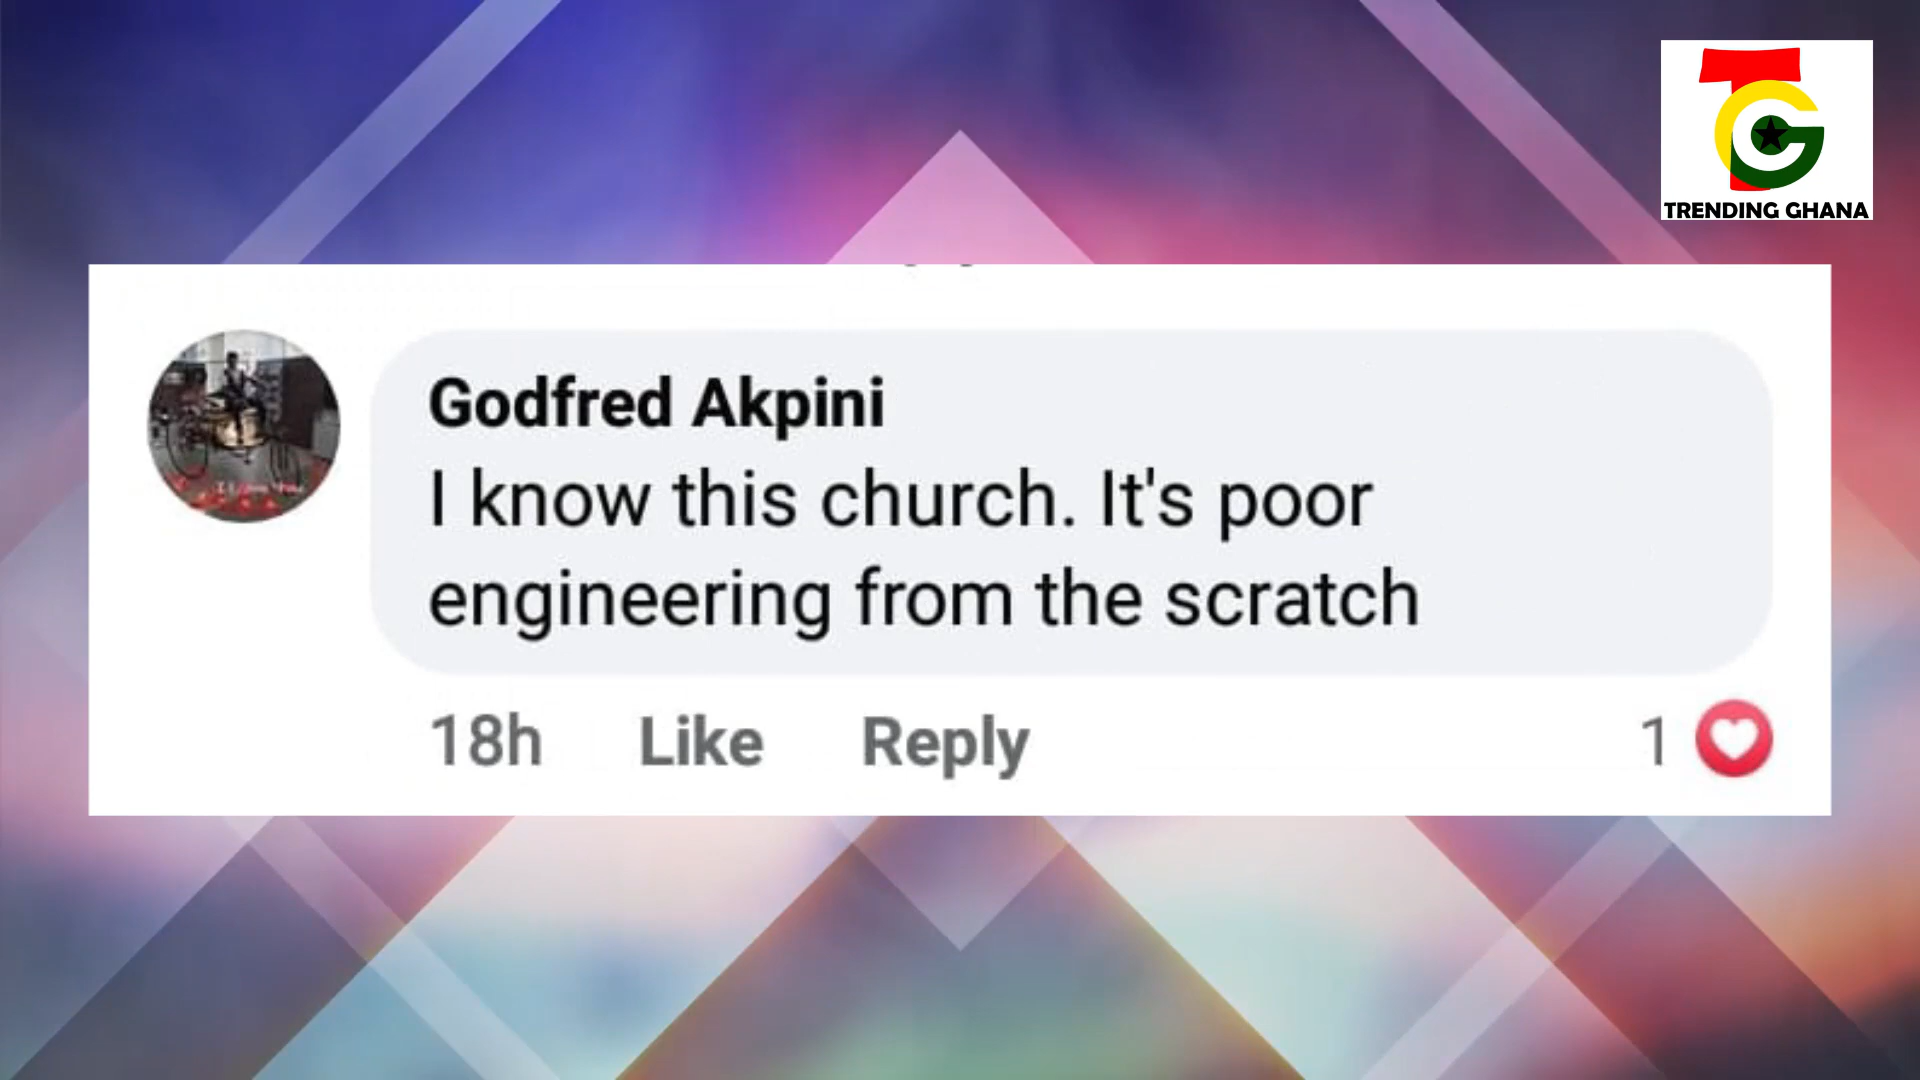 TRENDING GHANA
Godfred Akpini
I know this church. It's poor
engineering from the scratch
18h Like Reply 1